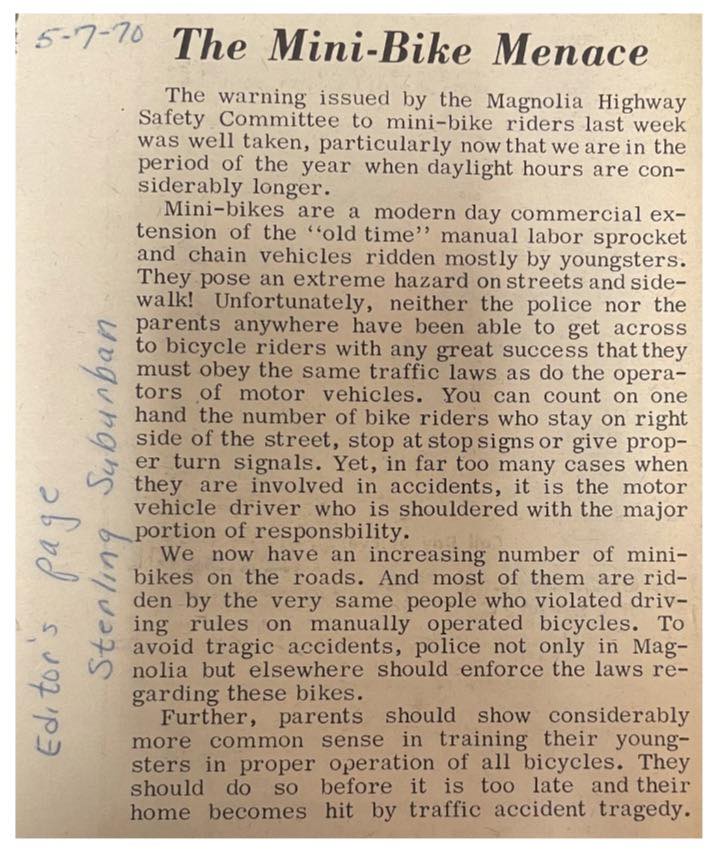 5-7-70
The Mini-Bike Menace
The warning issued by the Magnolia Highway
Safety Committee to mini-bike riders last week
was well taken, particularly now that we are in the
period of the year when daylight hours are con-
siderably longer.
Mini-bikes are a modern day commercial ex-
tension of the "old time" manual labor sprocket
and chain vehicles ridden mostly by youngsters.
They pose an extreme hazard on streets and side-
walk! Unfortunately, neither the police nor the
parents anywhere have been able to get across
to bicycle riders with any great success that they
must obey the same traffic laws as do the opera-
tors of motor vehicles. You can count on one
hand the number of bike riders who stay on right
side of the street, stop at stop signs or give prop-
er turn signals. Yet, in far too many cases when
they are involved in accidents, it is the motor
vehicle driver who is shouldered with the major
portion of responsbility.
We now have an increasing number of mini-
bikes on the roads. And most of them are rid-
den by the very same people who violated driv-
ing rules on manually operated bicycles. To
avoid tragic accidents, police not only in Mag-
nolia but elsewhere should enforce the laws re-
garding these bikes.
Further, parents should show considerably
more common sense in training their young-
sters in proper operation of all bicycles. They
should do so before it is too late and their
home becomes hit by traffic accident tragedy.
Editor's page
Sterling Suburban